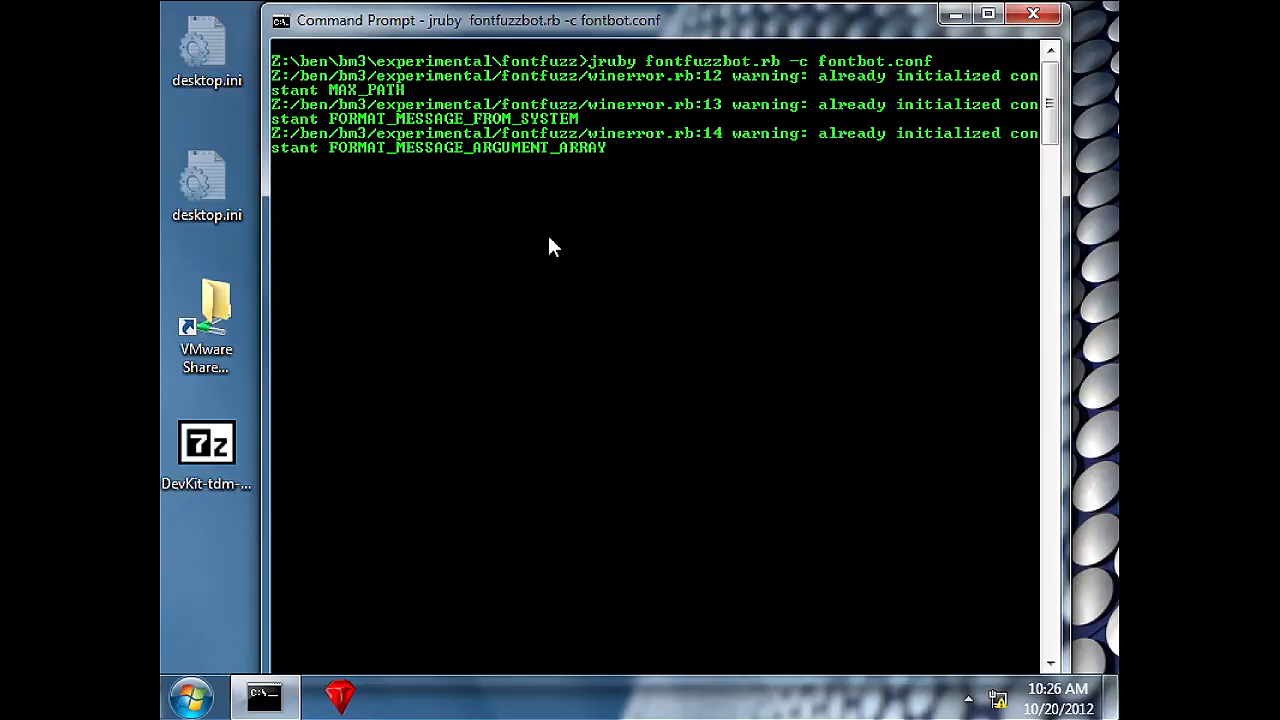 Command Prompt - jruby  fontfuzzbot.rb -c fontbot.conf
Z:\ben\bm3\experimental\fontfuzz>jruby fontfuzzbot.rb -c fontbot.conf
Z:/ben/bm3/experimental/fontfuzz/winerror.rb:12 warning: already initialized con
stant MAX_PATH
Z:/ben/bm3/experimental/fontfuzz/winerror.rb:13 warning: already initialized con
stant FORMAT_MESSAGE_FROM_SYSTEM
Z:/ben/bm3/experimental/fontfuzz/winerror.rb:14 warning: already initialized con
stant FORMAT_MESSAGE_ARGUMENT_ARRAY
desktop.ini
desktop.ini
VMware
Share...
7z
DevKit-tdm-...
C:\_
10:26 AM
10/20/2012